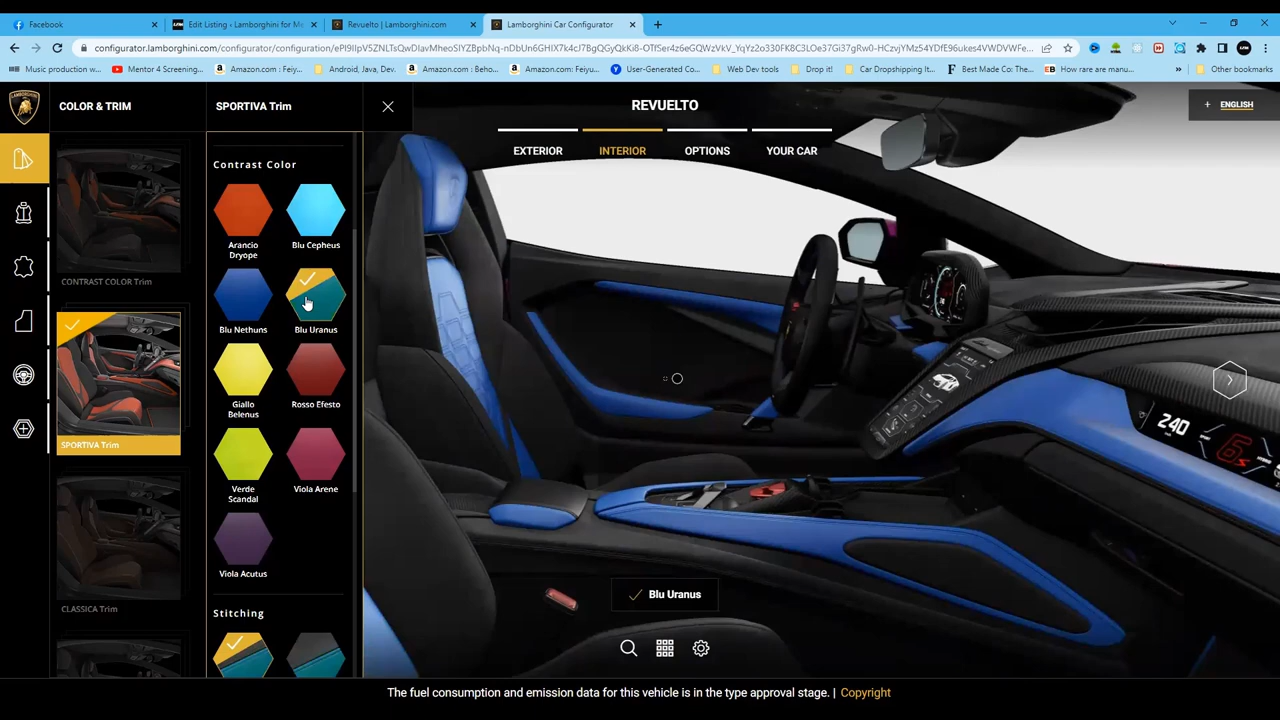 Facebook
Edit Listing ‹ Lamborghini for M
Revuelto | Lamborghini.com
Lamborghini Car Configurator
Music production w...
Mentor 4 Screening...
Amazon.com : Feiyu...
Android, Java, Dev.
Amazon.com : Beho...
Amazon.com: Feiyu...
User-Generated Co...
Web Dev tools
Drop it!
Car Dropshipping It...
Best Made Co: The...
How rare are manu...
»
Other bookmarks
LAMBORGHINI
COLOR & TRIM
SPORTIVA Trim
REVUELTO
+ ENGLISH
EXTERIOR
INTERIOR
OPTIONS
YOUR CAR
CONTRAST COLOR Trim
SPORTIVA Trim
CLASSICA Trim
Contrast Color
Arancio
Dryope
Blu Cepheus
Blu Nethuns
Blu Uranus
Giallo
Belenus
Rosso Efesto
Verde
Scandal
Viola Arene
Viola Acutus
Stitching
240
6
Blu Uranus
The fuel consumption and emission data for this vehicle is in the type approval stage. | Copyright